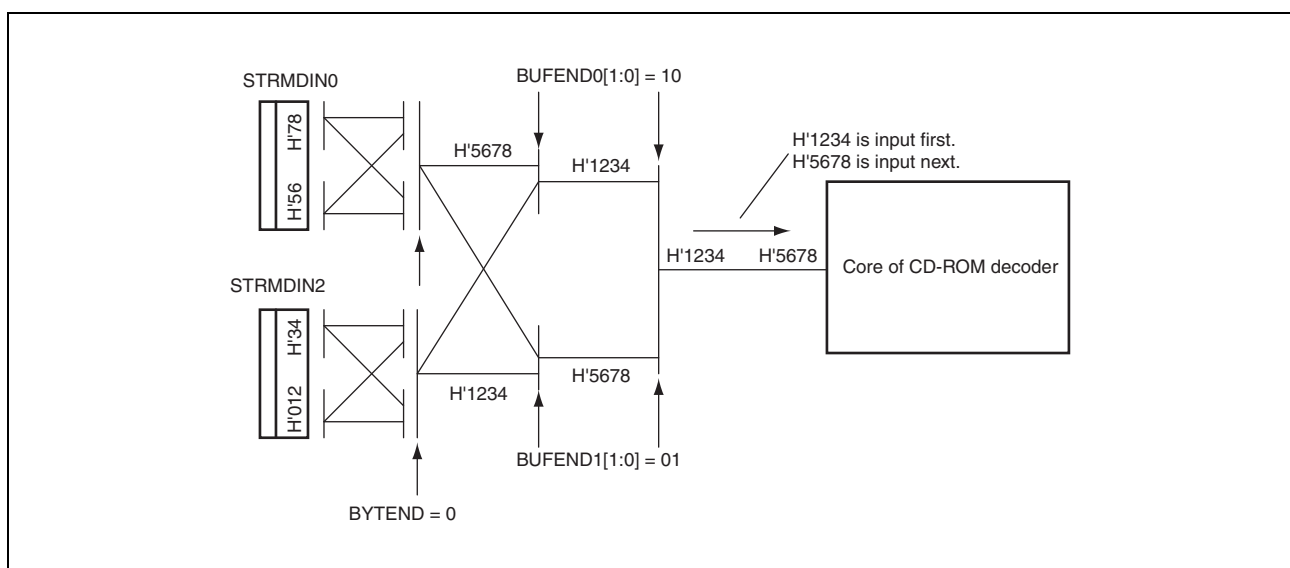 STRMDIN0
H'78
H'56
STRMDIN2
H'34
H'012
BYTEND = 0
H'5678
H'1234
BUFEND0[1:0] = 10
H'1234
H'5678
BUFEND1[1:0] = 01
H'1234 is input first.
H'5678 is input next.
H'1234 H'5678
Core of CD-ROM decoder